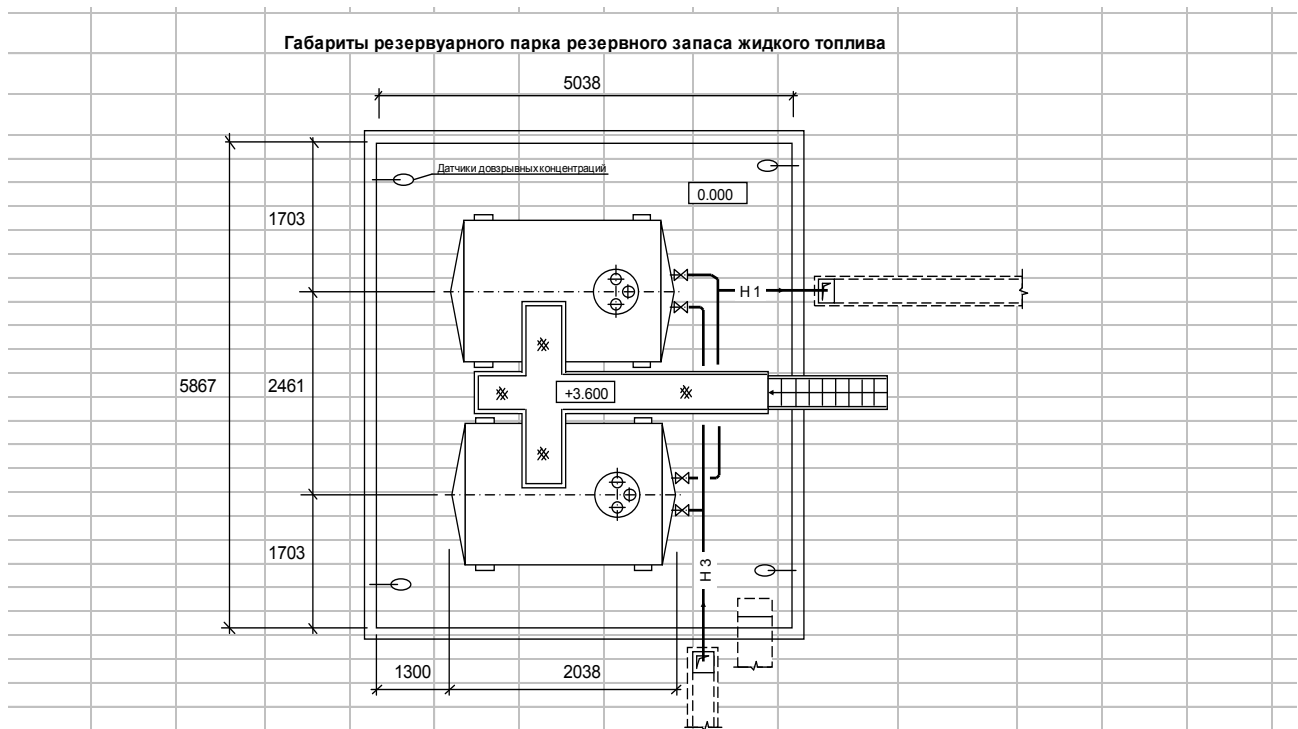 Габариты резервуарного парка резервного запаса жидкого топлива
5038
Датчики довзрывных концентраций
0.000
1703
Н 1
5867
2461
+3.600
1703
Н 3
1300
2038